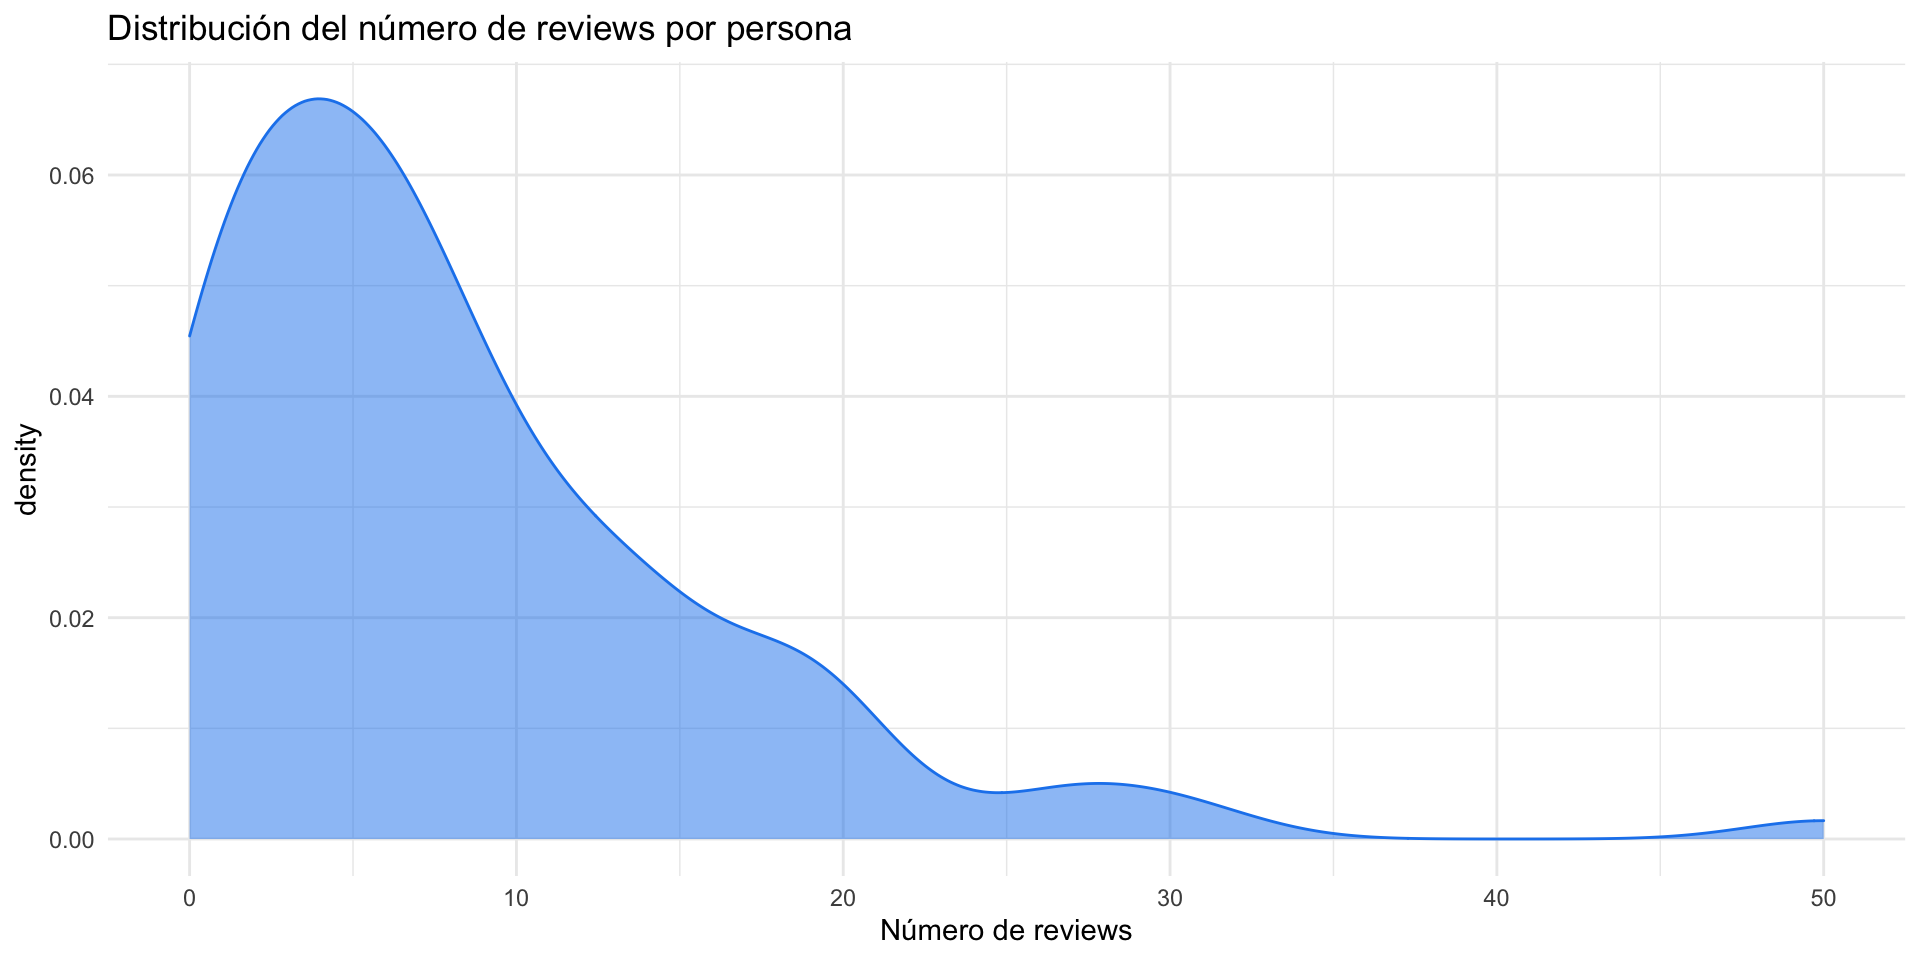 Distribución del número de reviews por persona
density
0.06
0.04
0.02
0.00
0 10 20 30 40 50
Número de reviews